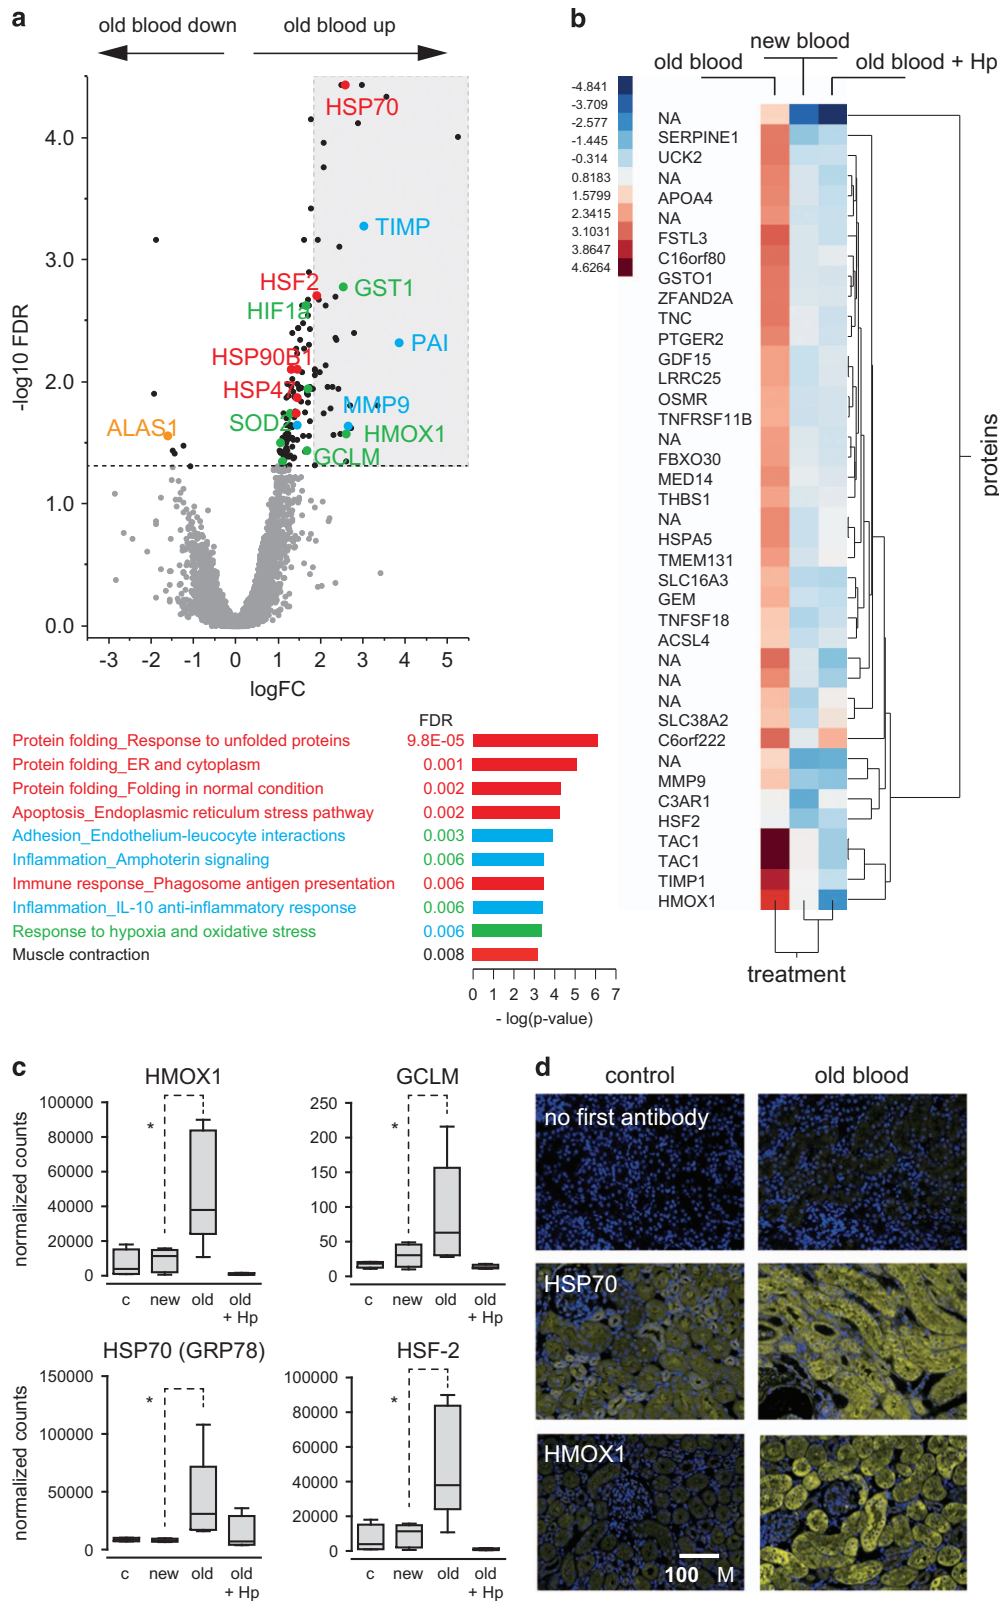 a
old blood down
old blood up
-log10 FDR
4.0
3.0
2.0
1.0
0.0
HSP70
TIMP
HSF2
GST1
HIF1a
PAI
HSP90B1
HSP47
MMP9
ALAS1
SOD2
HMOX1
GCLM
-3 -2 -1 0 1 2 3 4 5
logFC
FDR
Protein folding_Response to unfolded proteins 9.8E-05
Protein folding_ER and cytoplasm 0.001
Protein folding_Folding in normal condition 0.002
Apoptosis_Endoplasmic reticulum stress pathway 0.002
Adhesion_Endothelium-leucocyte interactions 0.003
Inflammation_Amphoterin signaling 0.006
Immune response_Phagosome antigen presentation 0.006
Inflammation_IL-10 anti-inflammatory response 0.006
Response to hypoxia and oxidative stress 0.006
Muscle contraction 0.008
0 1 2 3 4 5 6 7
- log(p-value)
b
new blood
old blood
old blood + Hp
-4.841
-3.709
-2.577
-1.445
-0.314
0.8183
1.5799
2.3415
3.1031
3.8647
4.6264
NA
SERPINE1
UCK2
NA
APOA4
NA
FSTL3
C16orf80
GSTO1
ZFAND2A
TNC
PTGER2
GDF15
LRRC25
OSMR
TNFRSF11B
NA
FBXO30
MED14
THBS1
NA
HSPA5
TMEM131
SLC16A3
GEM
TNFSF18
ACSL4
NA
NA
NA
SLC38A2
C6orf222
NA
MMP9
C3AR1
HSF2
TAC1
TAC1
TIMP1
HMOX1
proteins
treatment
c
HMOX1
normalized counts
100000
80000
60000
40000
20000
0
*
c new old old
+ Hp
GCLM
250
200
150
100
50
0
*
c new old old
+ Hp
HSP70 (GRP78)
normalized counts
150000
100000
50000
0
*
c new old old
+ Hp
HSF-2
100000
80000
60000
40000
20000
0
*
c new old old
+ Hp
d
control
old blood
no first antibody
HSP70
HMOX1
100 M